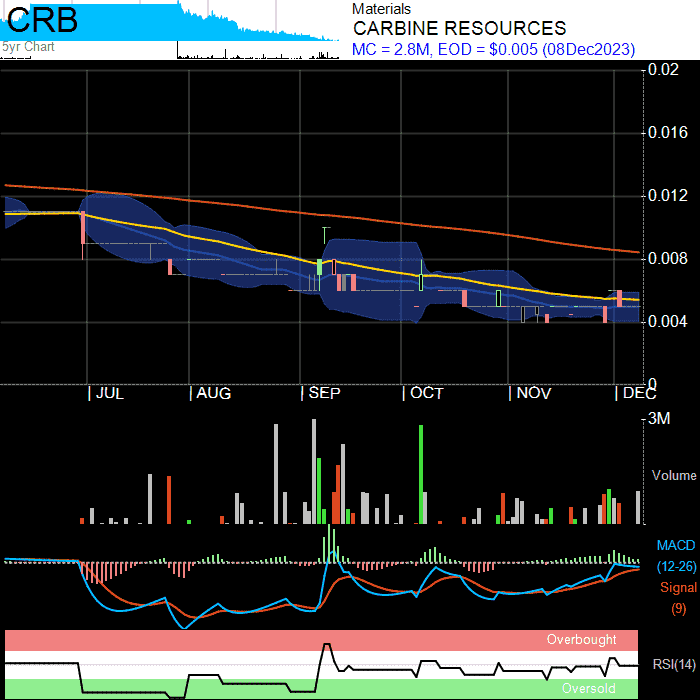 CRB
5yr Chart
Materials
CARBINE RESOURCES
MC = 2.8M, EOD = $0.005 (08Dec2023)
0.02
0.016
0.012
0.008
0.004
0
JUL
AUG
SEP
OCT
NOV
DEC
3M
Volume
MACD
(12-26)
Signal
(9)
Overbought
RSI(14)
Oversold